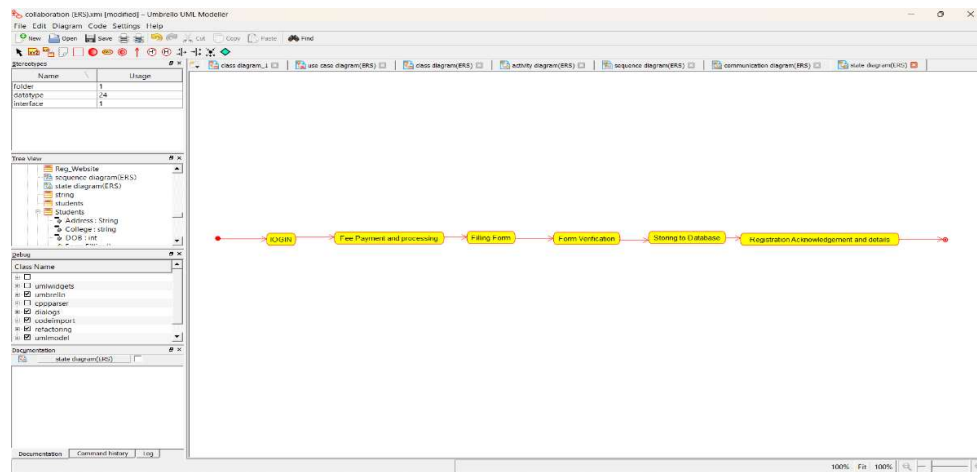 collaboration (ERS).xmi [modified] – Umbrello UML Modeller
File Edit Diagram Code Settings Help
New Open Save Cut Copy Paste Find
Stereotypes
class diagram_1 use case diagram(ERS) class diagram(ERS) activity diagram(ERS) sequence diagram(ERS) communication diagram(ERS) state diagram(ERS)
Name Usage
folder 1
datatype 24
interface 1
Tree View
Reg_Website
sequence diagram(ERS)
state diagram(ERS)
string
students
Students
Address : String
College : string
DOB : int
lOGIN Fee Payment and processing Filling Form Form Verification Storing to Database Registration Acknowledgement and details
Debug
Class Name
umlwidgets
umbrello
cppparser
dialogs
codeimport
refactoring
umlmodel
Documentation
state diagram(ERS)
Documentation Command history Log
100% Fit 100%